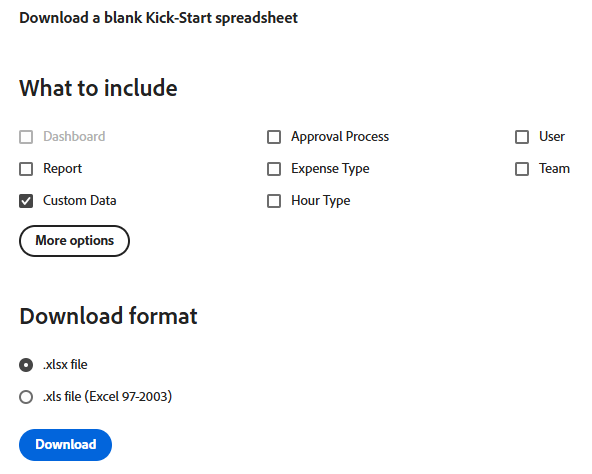 Download a blank Kick-Start spreadsheet
What to include
Dashboard
Approval Process
User
Report
Expense Type
Team
Custom Data
Hour Type
More options
Download format
.xlsx file
.xls file (Excel 97-2003)
Download